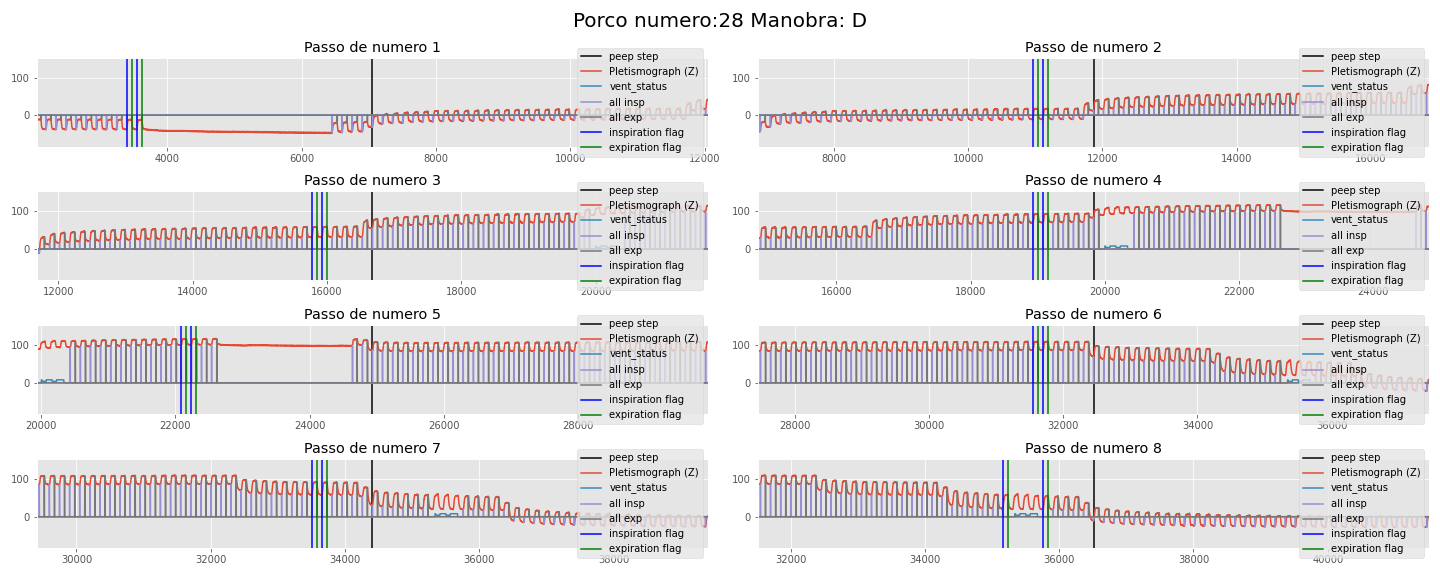 Porco numero:28 Manobra: D
Passo de numero 1
100
0
4000 6000 8000 10000 12000
peep step
Pletismograph (Z)
vent_status
all insp
all exp
inspiration flag
expiration flag
Passo de numero 2
100
0
8000 10000 12000 14000 16000
peep step
Pletismograph (Z)
vent_status
all insp
all exp
inspiration flag
expiration flag
Passo de numero 3
100
0
12000 14000 16000 18000 20000
peep step
Pletismograph (Z)
vent_status
all insp
all exp
inspiration flag
expiration flag
Passo de numero 4
100
0
16000 18000 20000 22000 24000
peep step
Pletismograph (Z)
vent_status
all insp
all exp
inspiration flag
expiration flag
Passo de numero 5
100
0
20000 22000 24000 26000 28000
peep step
Pletismograph (Z)
vent_status
all insp
all exp
inspiration flag
expiration flag
Passo de numero 6
100
0
28000 30000 32000 34000 36000
peep step
Pletismograph (Z)
vent_status
all insp
all exp
inspiration flag
expiration flag
Passo de numero 7
100
0
30000 32000 34000 36000 38000
peep step
Pletismograph (Z)
vent_status
all insp
all exp
inspiration flag
expiration flag
Passo de numero 8
100
0
32000 34000 36000 38000 40000
peep step
Pletismograph (Z)
vent_status
all insp
all exp
inspiration flag
expiration flag